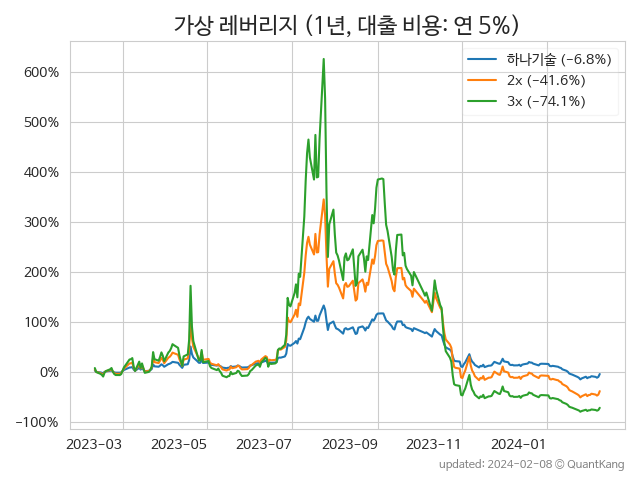 가상 레버리지 (1년, 대출 비용: 연 5%)
하나기술 (-6.8%)
2x (-41.6%)
3x (-74.1%)
600%
500%
400%
300%
200%
100%
0%
-100%
2023-03 2023-05 2023-07 2023-09 2023-11 2024-01
updated: 2024-02-08 © QuantKang